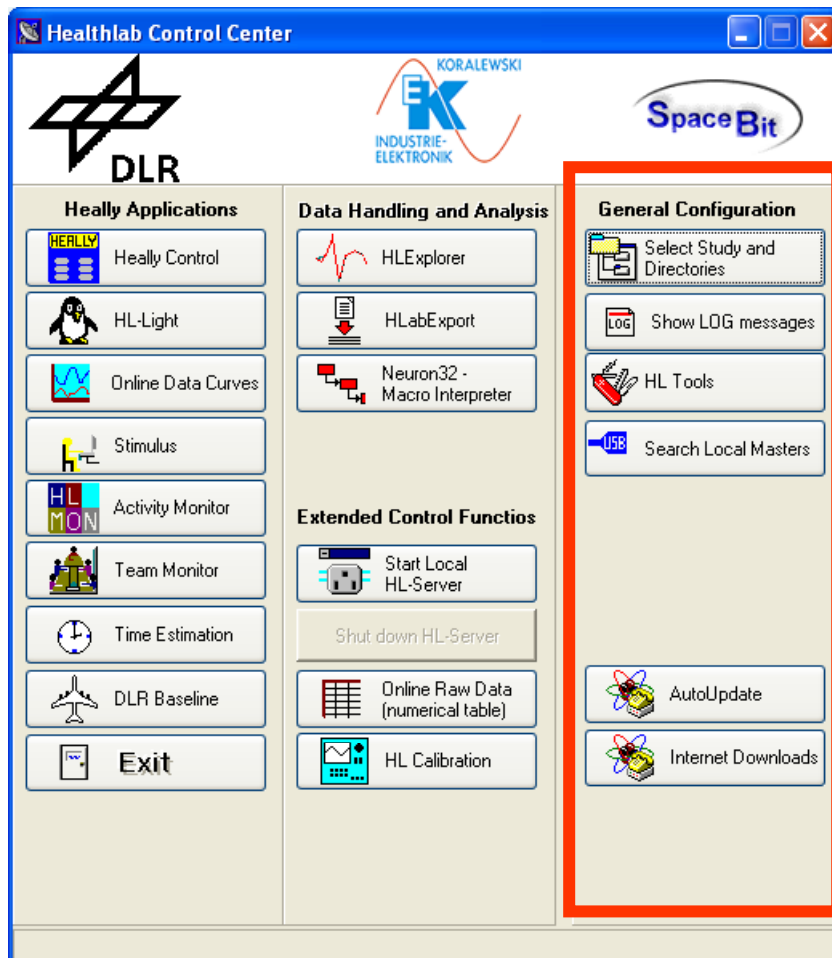 Healthlab Control Center
DLR
KORALEWSKI
EK
INDUSTRIE-
ELEKTRONIK
SpaceBit
Heally Applications
HEALLY
Heally Control
HL-Light
Online Data Curves
Stimulus
HL
MON
Activity Monitor
Team Monitor
Time Estimation
DLR Baseline
Exit
Data Handling and Analysis
HLExplorer
HLabExport
Neuron32 -
Macro Interpreter
Extended Control Functios
Start Local
HL-Server
Shut down HL-Server
Online Raw Data
(numerical table)
HL Calibration
General Configuration
Select Study and
Directories
LOG
Show LOG messages
HL Tools
USB
Search Local Masters
AutoUpdate
Internet Downloads